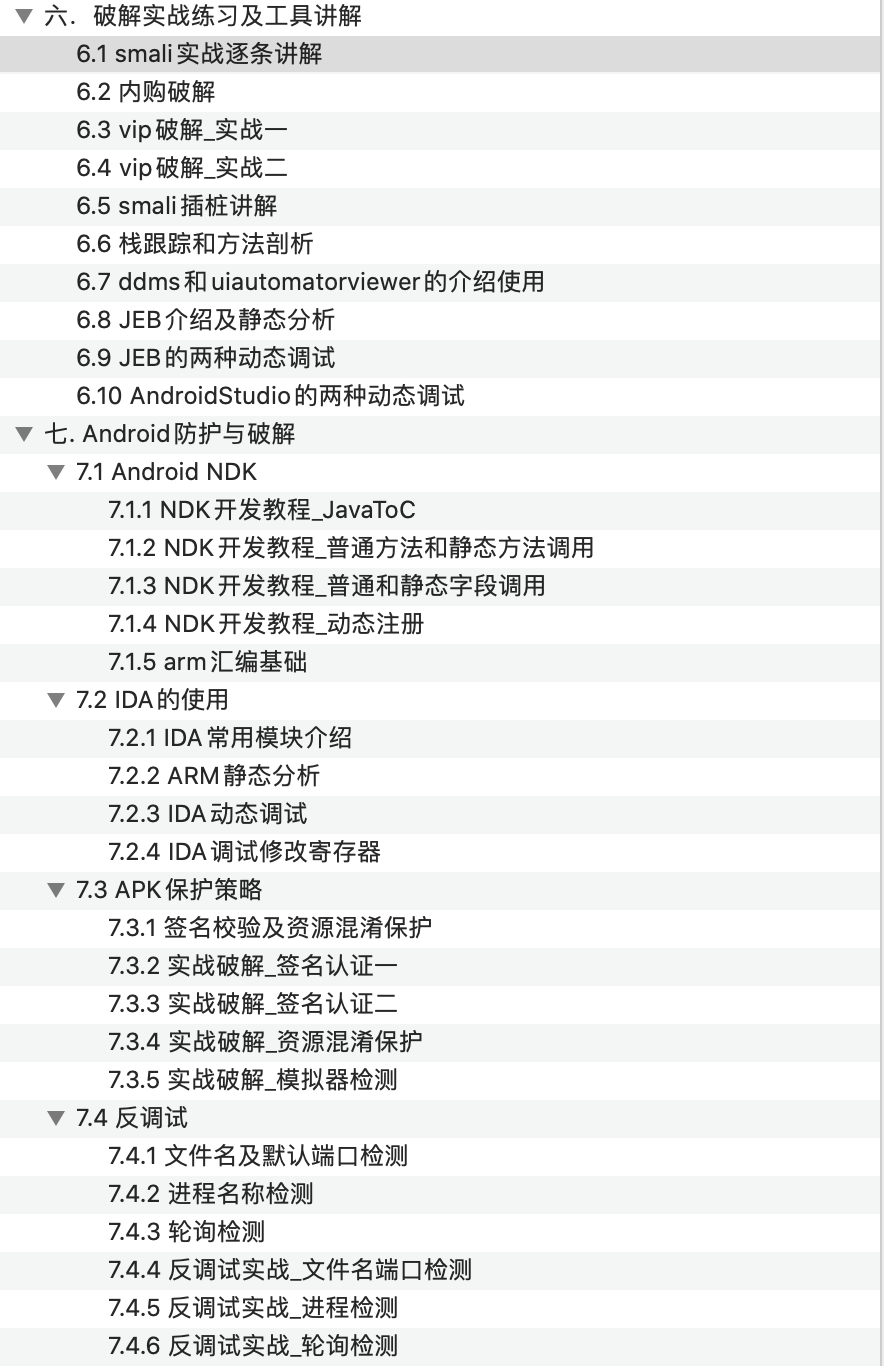 六．破解实战练习及工具讲解
6.1 smali实战逐条讲解
6.2 内购破解
6.3 vip破解_实战一
6.4 vip破解_实战二
6.5 smali插桩讲解
6.6 栈跟踪和方法剖析
6.7 ddms和uiautomatorviewer的介绍使用
6.8 JEB介绍及静态分析
6.9 JEB的两种动态调试
6.10 AndroidStudio的两种动态调试
七. Android防护与破解
7.1 Android NDK
7.1.1 NDK开发教程_JavaToC
7.1.2 NDK开发教程_普通方法和静态方法调用
7.1.3 NDK开发教程_普通和静态字段调用
7.1.4 NDK开发教程_动态注册
7.1.5 arm汇编基础
7.2 IDA的使用
7.2.1 IDA常用模块介绍
7.2.2 ARM静态分析
7.2.3 IDA动态调试
7.2.4 IDA调试修改寄存器
7.3 APK保护策略
7.3.1 签名校验及资源混淆保护
7.3.2 实战破解_签名认证一
7.3.3 实战破解_签名认证二
7.3.4 实战破解_资源混淆保护
7.3.5 实战破解_模拟器检测
7.4 反调试
7.4.1 文件名及默认端口检测
7.4.2 进程名称检测
7.4.3 轮询检测
7.4.4 反调试实战_文件名端口检测
7.4.5 反调试实战_进程检测
7.4.6 反调试实战_轮询检测